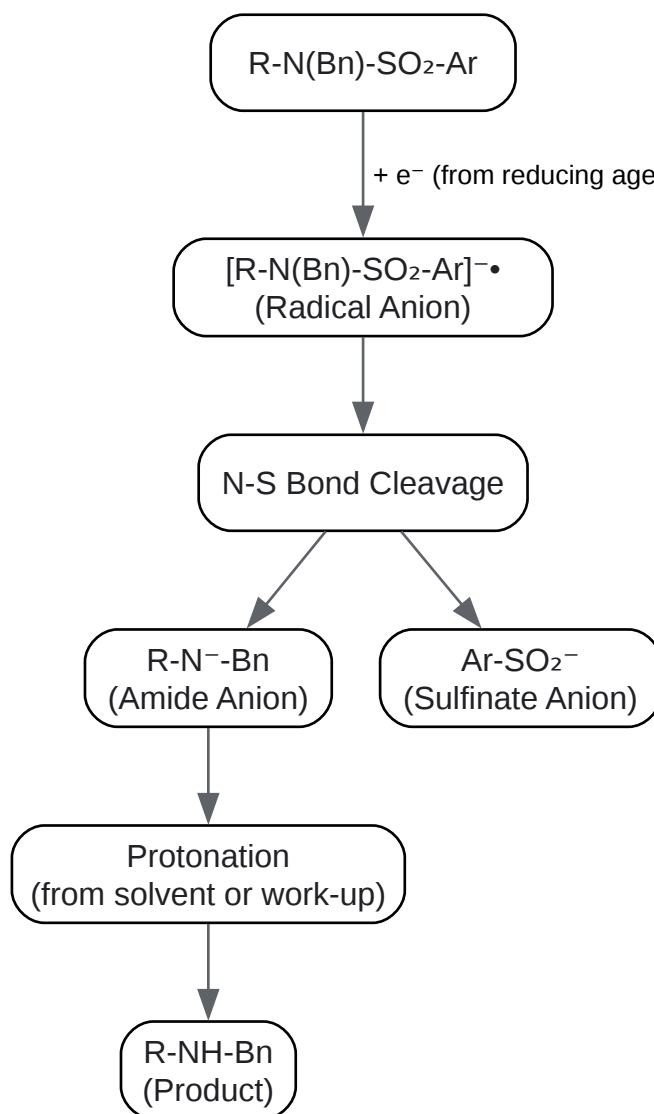 R-N(Bn)-SO₂-Ar
+ e⁻ (from reducing age
[R-N(Bn)-SO₂-Ar]⁻•
(Radical Anion)
N-S Bond Cleavage
R-N⁻-Bn
(Amide Anion)
Ar-SO₂⁻
(Sulfinate Anion)
Protonation
(from solvent or work-up)
R-NH-Bn
(Product)